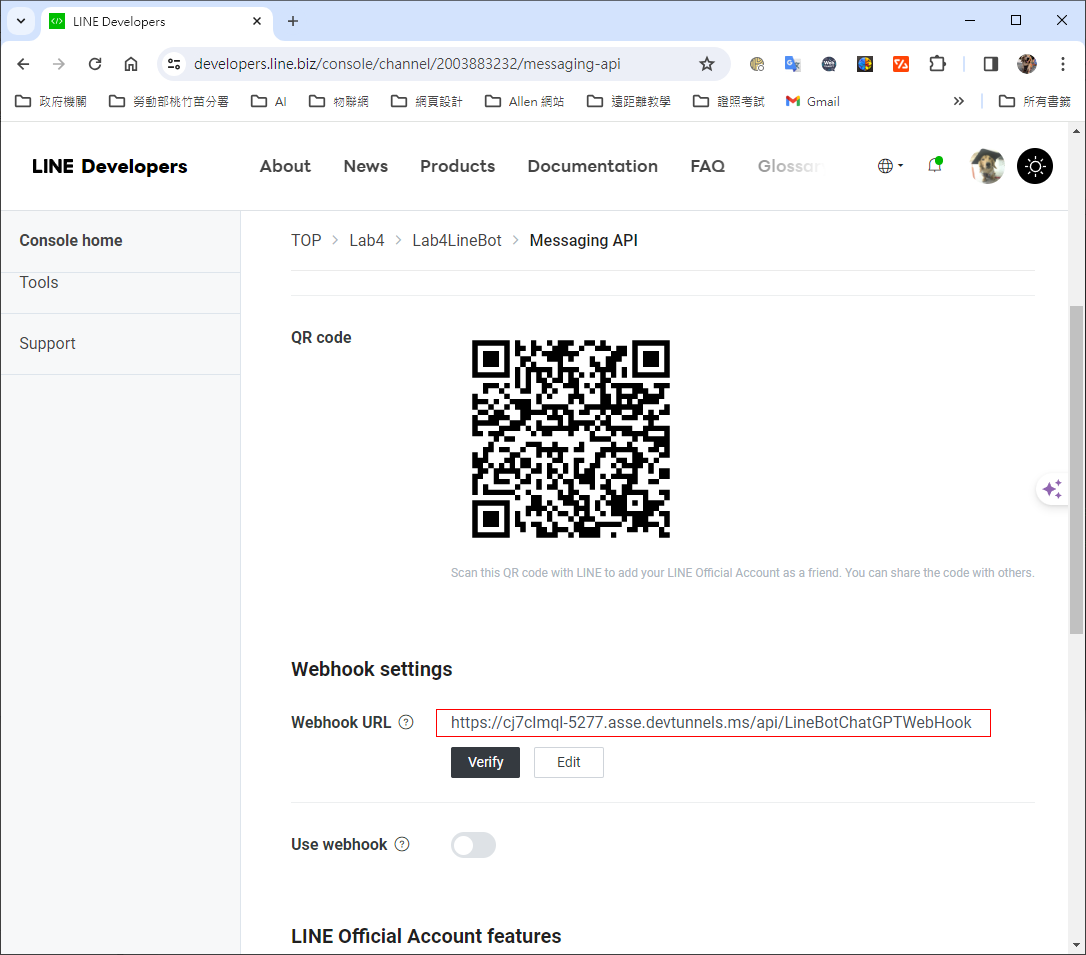 LINE Developers
developers.line.biz/console/channel/2003883232/messaging-api
政府機關 勞動部桃竹苗分署 AI 物聯網 網頁設計 Allen 網站 遠距離教學 證照考試 Gmail 所有書籤
LINE Developers About News Products Documentation FAQ Glossar
Console home
TOP Lab4 Lab4LineBot Messaging API
Tools
Support
QR code
Scan this QR code with LINE to add your LINE Official Account as a friend. You can share the code with others.
Webhook settings
Webhook URL https://cj7clmql-5277.asse.devtunnels.ms/api/LineBotChatGPTWebHook
Verify Edit
Use webhook
LINE Official Account features